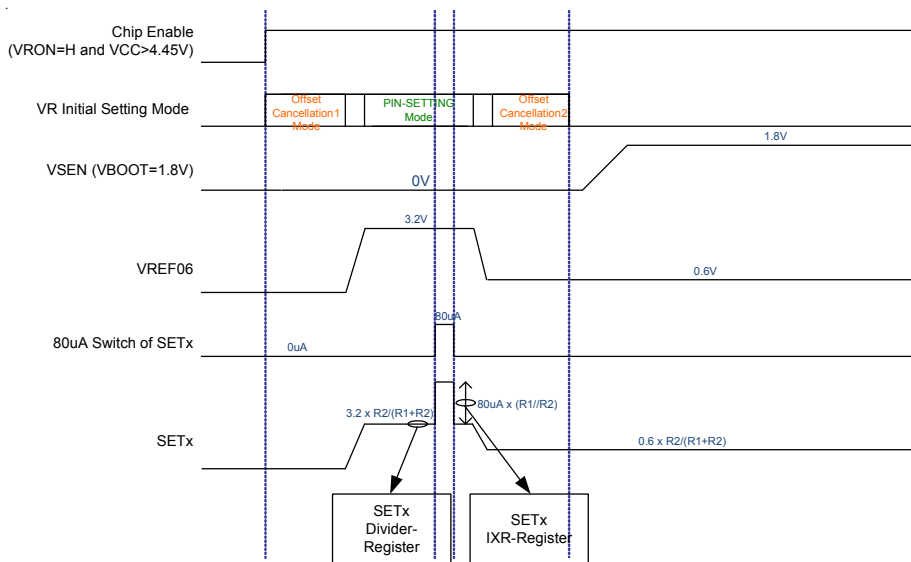 Chip Enable
(VRON=H and VCC>4.45V)
VR Initial Setting Mode
Offset
Cancellation1
Mode
PIN-SETTING
Mode
Offset
Cancellation2
Mode
VSEN (VBOOT=1.8V)
0V
1.8V
VREF06
3.2V
0.6V
80uA Switch of SETx
0uA
80uA
SETx
3.2 x R2/(R1+R2)
80uA x (R1//R2)
0.6 x R2/(R1+R2)
SETx
Divider-
Register
SETx
IXR-Register